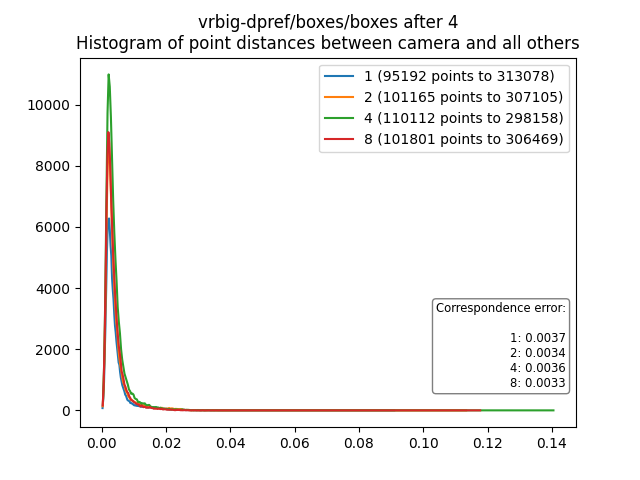 vrbig-dpref/boxes/boxes after 4
Histogram of point distances between camera and all others
1 (95192 points to 313078)
2 (101165 points to 307105)
4 (110112 points to 298158)
8 (101801 points to 306469)
10000
8000
6000
4000
2000
0
Correspondence error:
1: 0.0037
2: 0.0034
4: 0.0036
8: 0.0033
0.00 0.02 0.04 0.06 0.08 0.10 0.12 0.14